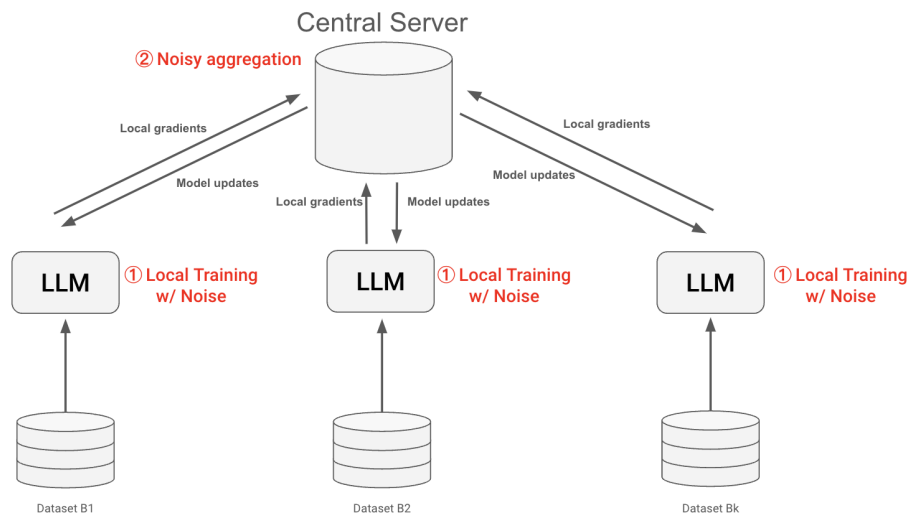 Central Server
② Noisy aggregation
Local gradients
Model updates
Local gradients
Model updates
Local gradients
Model updates
LLM
① Local Training
w/ Noise
LLM
① Local Training
w/ Noise
LLM
① Local Training
w/ Noise
Dataset B1
Dataset B2
Dataset Bk